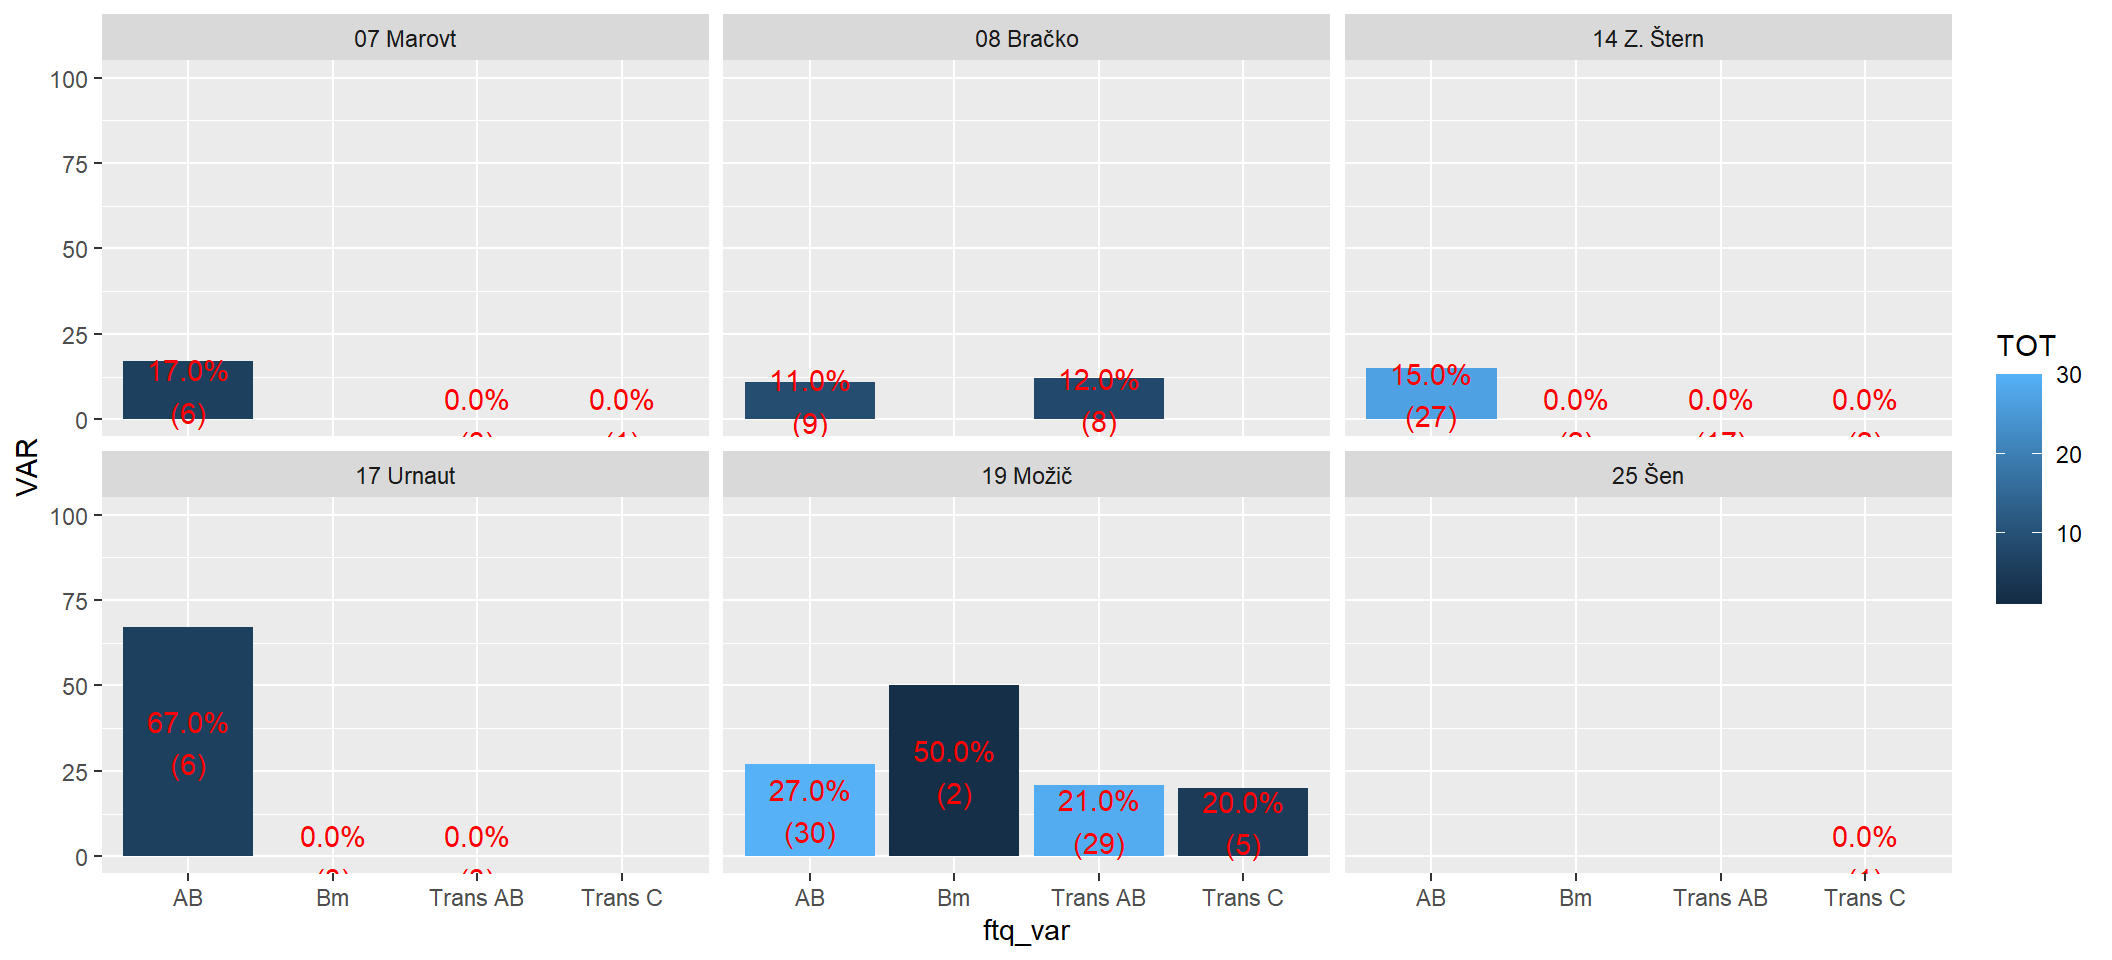 07 Marovt
08 Bračko
14 Z. Štern
100
75
50
25
0
17.0%
(6)
0.0%
0.0%
11.0%
(9)
12.0%
(8)
15.0%
(27)
0.0%
0.0%
(17)
0.0%
17 Urnaut
19 Možič
25 Šen
100
75
50
25
0
67.0%
(6)
0.0%
0.0%
27.0%
(30)
50.0%
(2)
21.0%
(29)
20.0%
(5)
0.0%
AB
Bm
Trans AB
Trans C
AB
Bm
Trans AB
Trans C
AB
Bm
Trans AB
Trans C
ftq_var
VAR
TOT
30
20
10